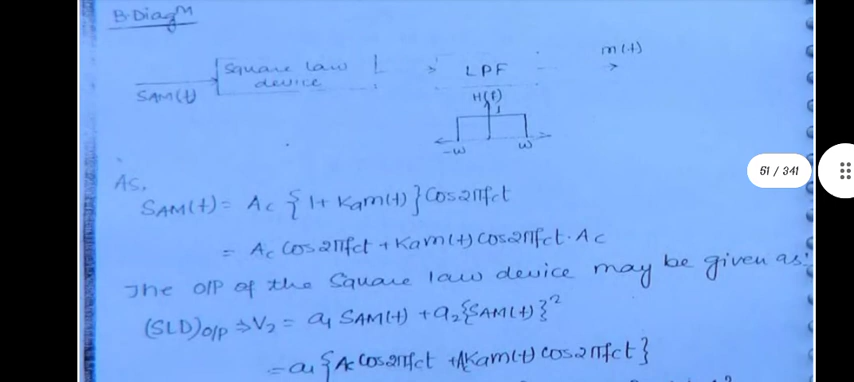 B·Diagm
SAM(t)
Square law
device
LPF
m(t)
H(f)
1
-w
w
51 / 341
As,
SAM(t) = Ac {1+ Kam(t)} Cos2πfct
= Ac Cos2πfct + Kam(t) Cos2πfct · Ac
The O/P of the Square law device may be given as:
(SLD)O/P ⇒ V2 = a1 SAM(t) + a2{SAM(t)}²
= a1 {Ac Cos2πfct + AcKam(t) Cos2πfct}